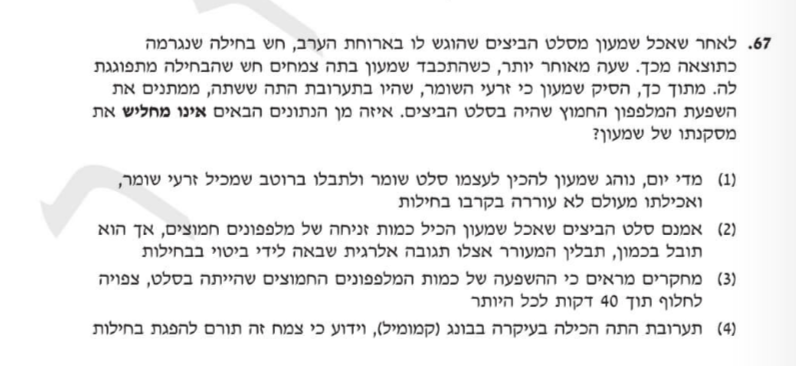 67. לאחר שאכל שמעון מסלט הביצים שהוגש לו בארוחת הערב, חש בחילה שנגרמה
כתוצאה מכך. שעה מאוחר יותר, כשהתכבד שמעון בתה צמחים חש שהבחילה מתפוגגת
לה. מתוך כך, הסיק שמעון כי זרעי השומר, שהיו בתערובת התה ששתה, ממתנים את
השפעת המלפפון החמוץ שהיה בסלט הביצים. איזה מן הנתונים הבאים אינו מחליש את
מסקנתו של שמעון?
(1) מדי יום, נוהג שמעון להכין לעצמו סלט שומר ולתבלו ברוטב שמכיל זרעי שומר,
ואכילתו מעולם לא עוררה בקרבו בחילות
(2) אמנם סלט הביצים שאכל שמעון הכיל כמות זניחה של מלפפונים חמוצים, אך הוא
תובל בכמון, תבלין המעורר אצלו תגובה אלרגית שבאה לידי ביטוי בבחילות
(3) מחקרים מראים כי ההשפעה של כמות המלפפונים החמוצים שהייתה בסלט, צפויה
לחלוף תוך 40 דקות לכל היותר
(4) תערובת התה הכילה בעיקרה בבונג (קמומיל), וידוע כי צמח זה תורם להפגת בחילות